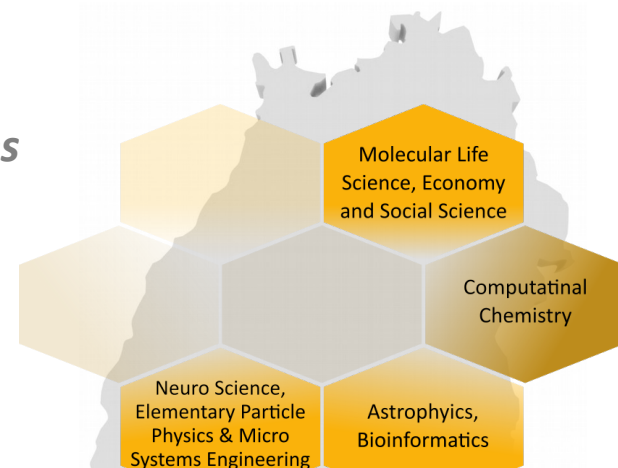 s
Molecular Life
Science, Economy
and Social Science
Computatinal
Chemistry
Neuro Science,
Elementary Particle
Physics & Micro
Systems Engineering
Astrophyics,
Bioinformatics